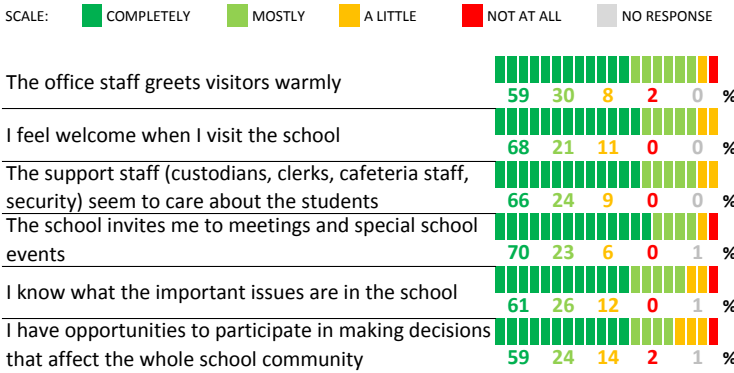 SCALE: COMPLETELY MOSTLY A LITTLE NOT AT ALL NO RESPONSE
The office staff greets visitors warmly
59 30 8 2 0 %
I feel welcome when I visit the school
68 21 11 0 0 %
The support staff (custodians, clerks, cafeteria staff,
security) seem to care about the students
66 24 9 0 0 %
The school invites me to meetings and special school
events
70 23 6 0 1 %
I know what the important issues are in the school
61 26 12 0 1 %
I have opportunities to participate in making decisions
that affect the whole school community
59 24 14 2 1 %